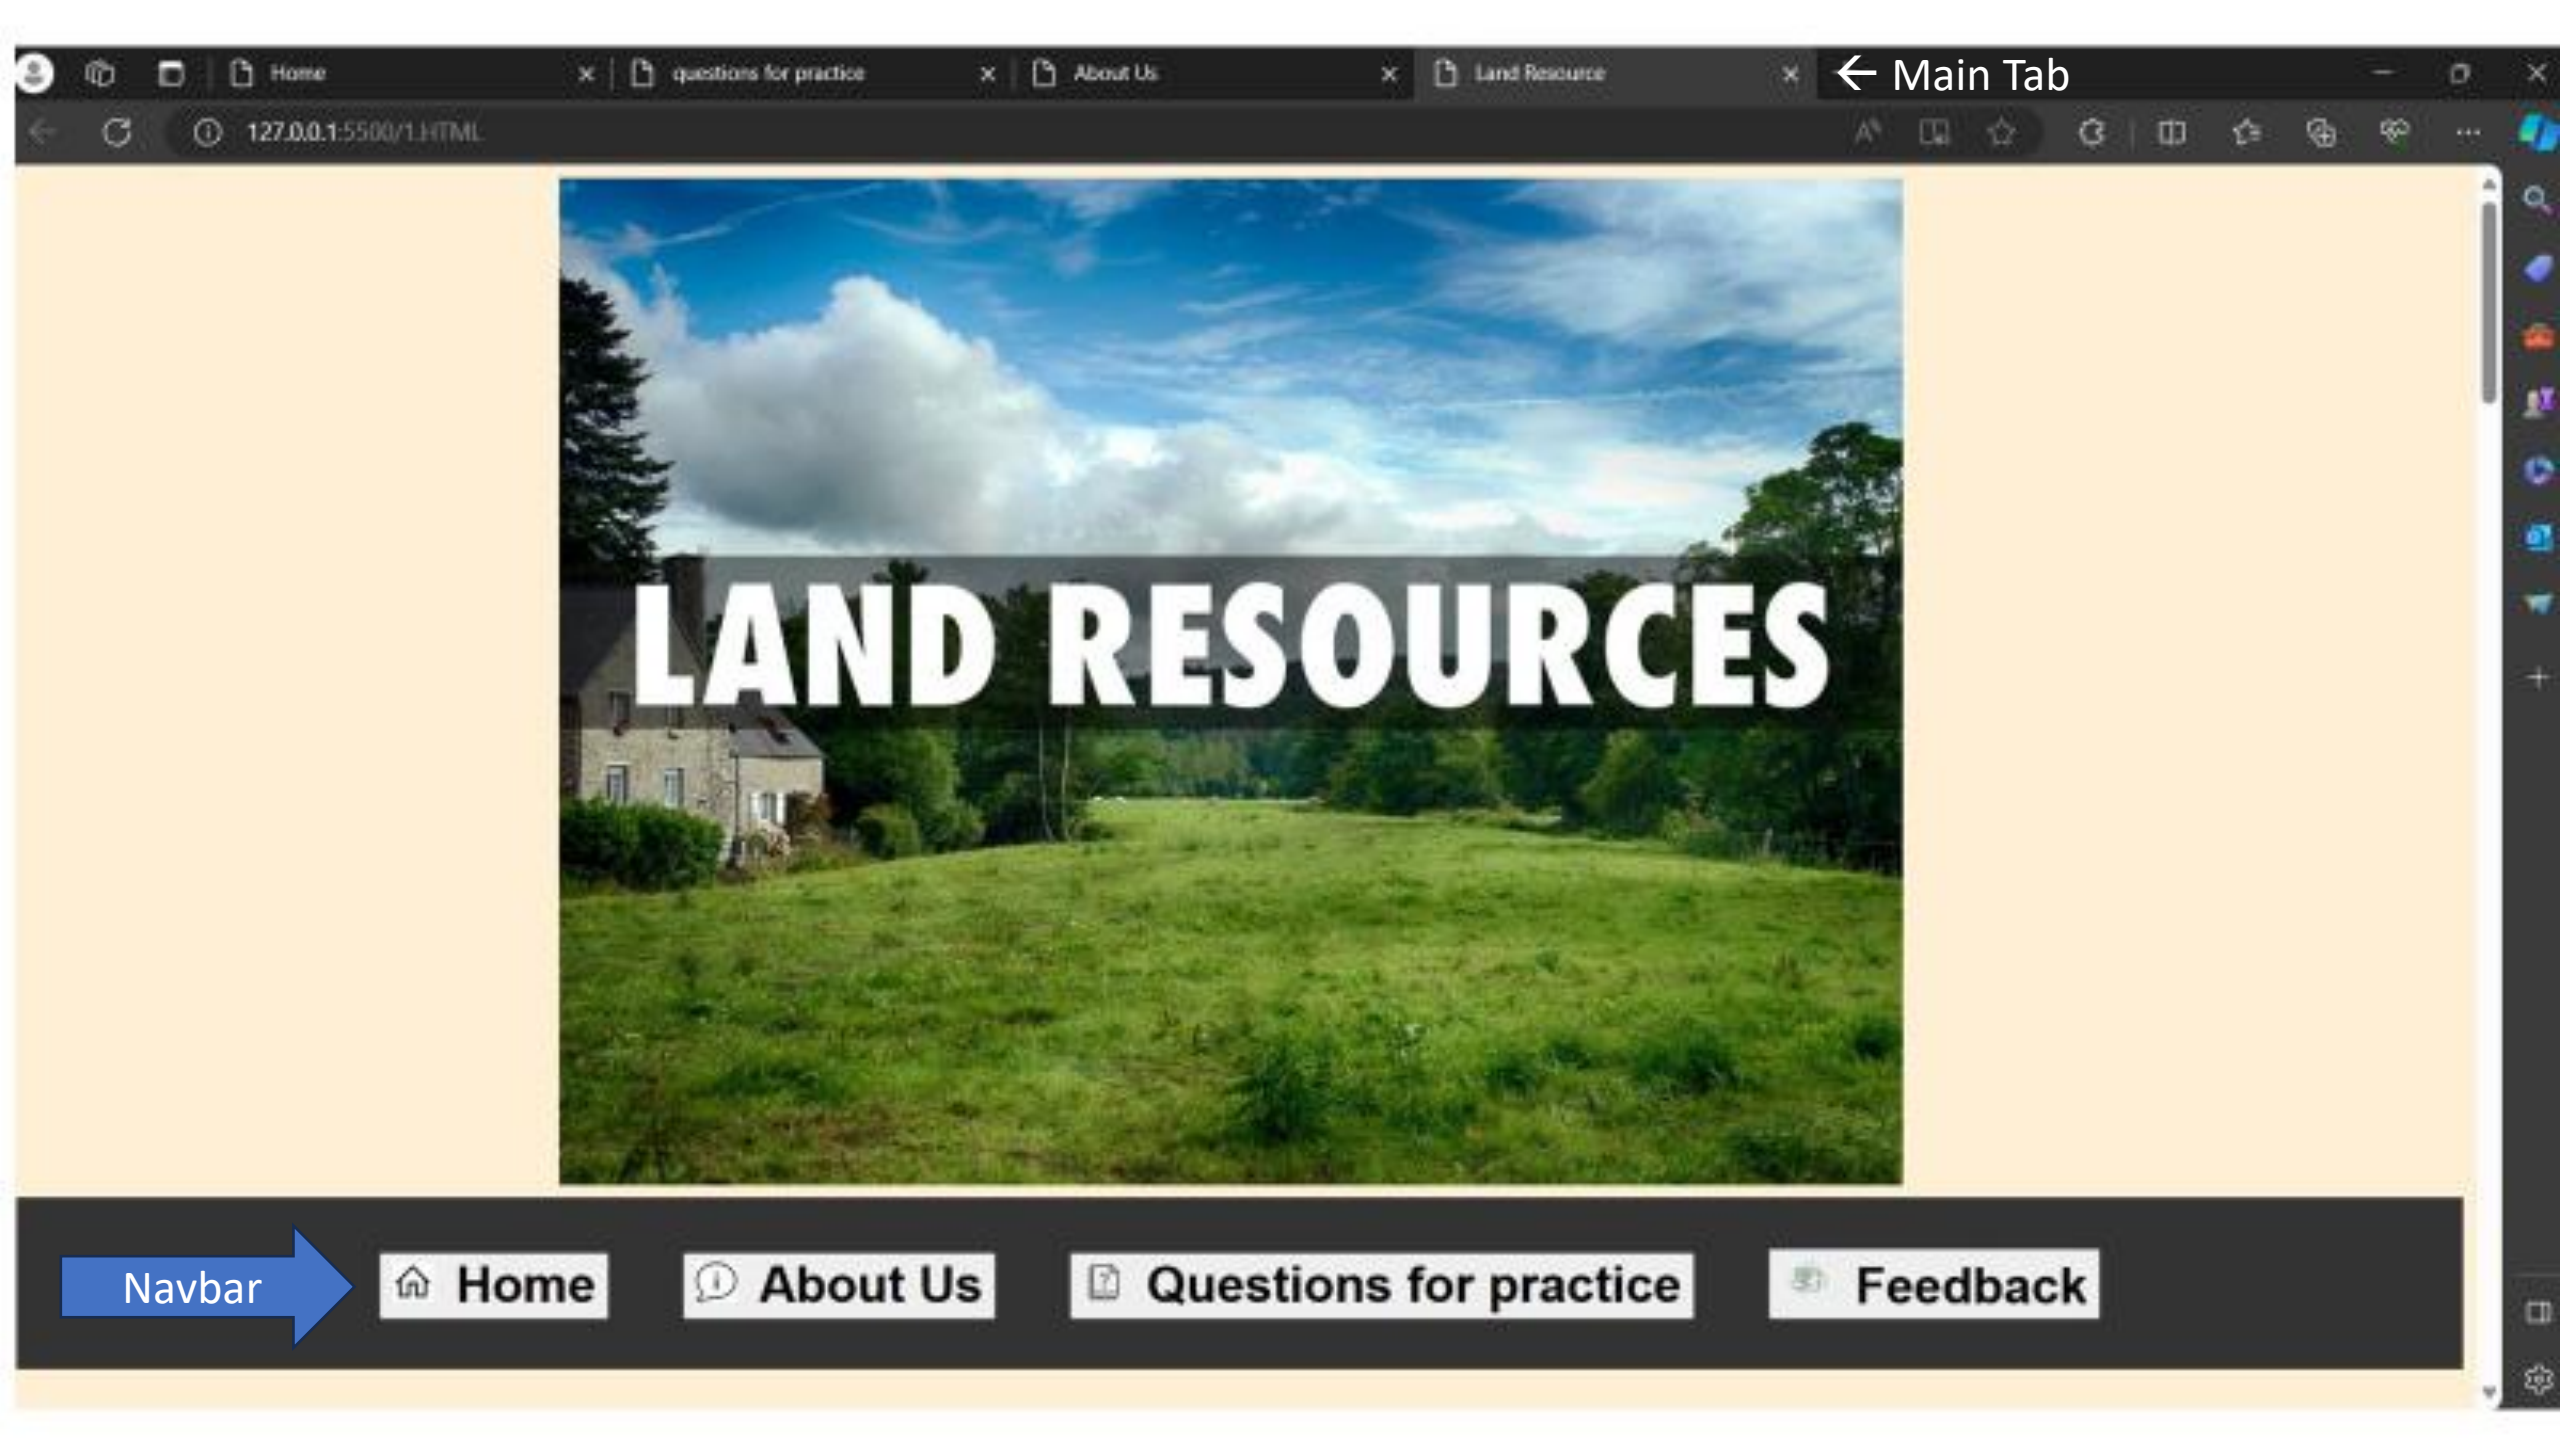 Home
questions for practice
About Us
Land Resource
← Main Tab
127.0.0.1:5500/1.HTML
LAND RESOURCES
Navbar
Home
About Us
Questions for practice
Feedback